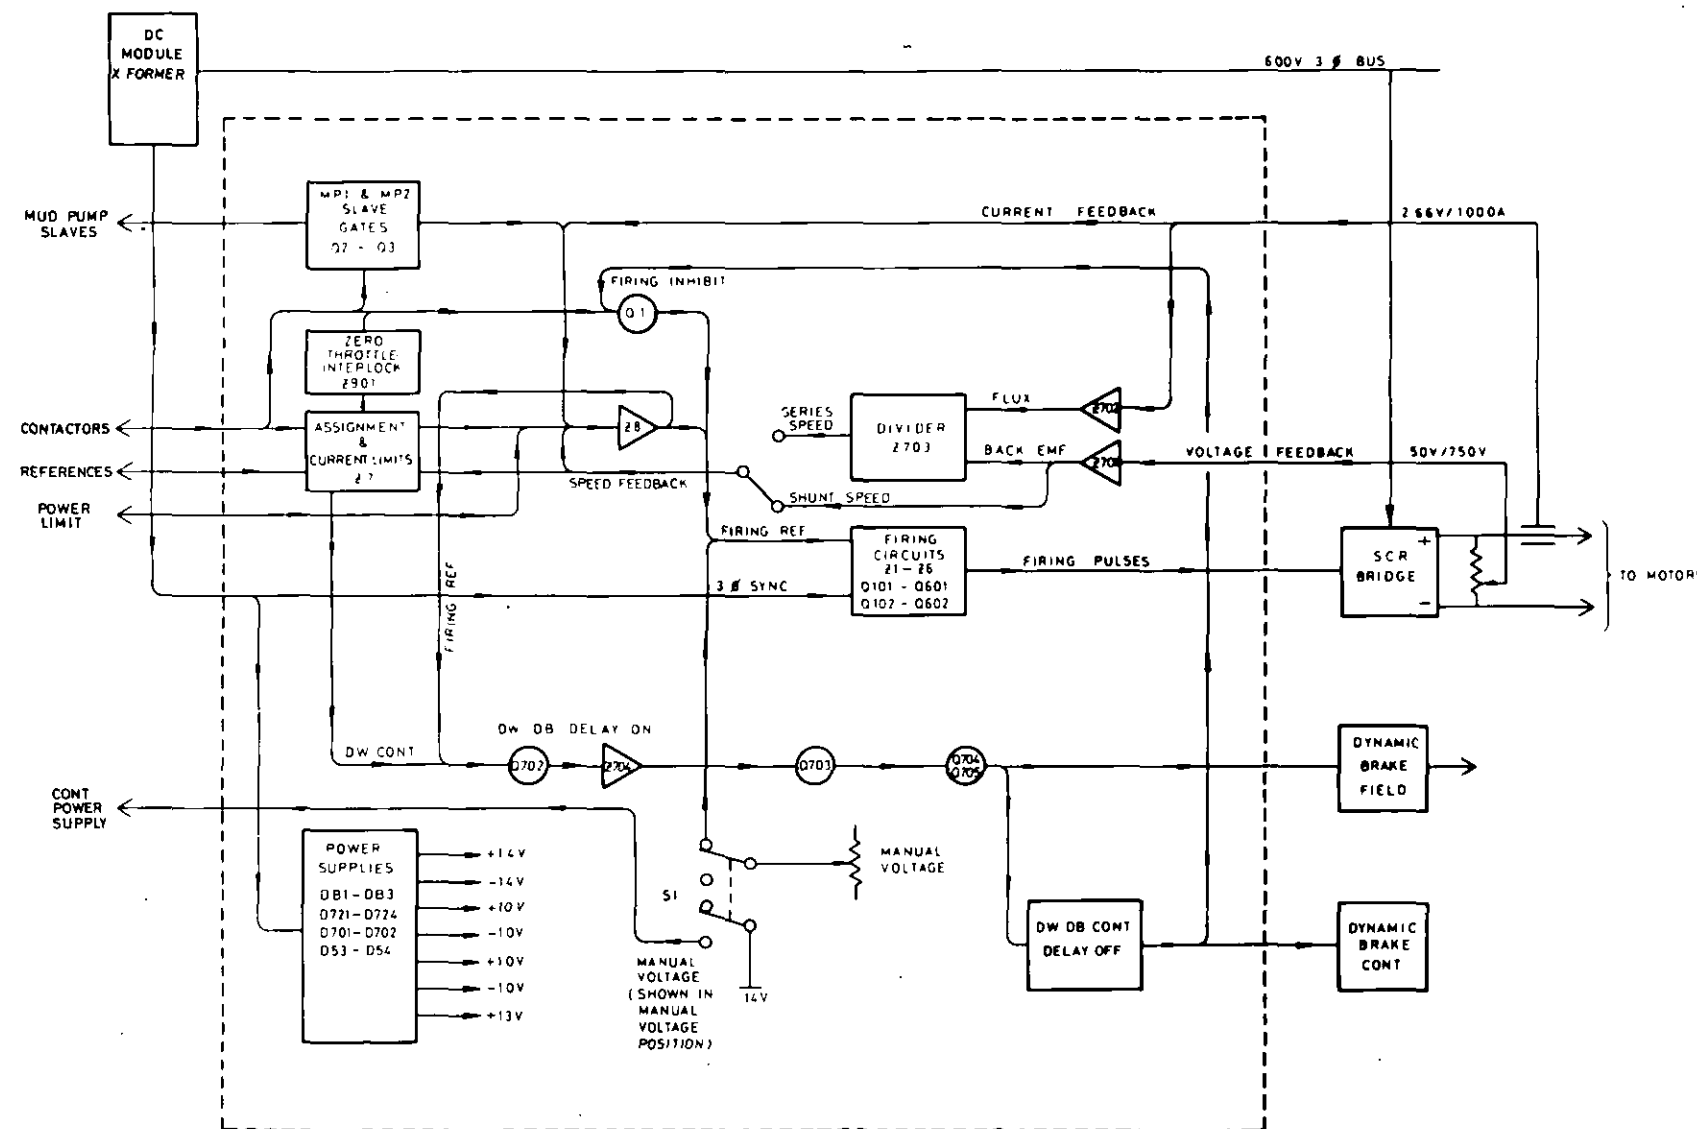 DC
MODULE
X FORMER
600V 3 ø BUS
MP1 & MP2
SLAVE
GATES
Q2 - Q3
MUD PUMP
SLAVES
CURRENT FEEDBACK
2 66V/1000A
FIRING INHIBIT
Q1
ZERO
THROTTLE
INTERLOCK
Z901
CONTACTORS
ASSIGNMENT
&
CURRENT LIMITS
Z7
Z8
REFERENCES
SPEED FEEDBACK
POWER
LIMIT
SERIES
SPEED
DIVIDER
Z703
FLUX
Z702
BACK EMF
VOLTAGE FEEDBACK
50V/750V
SHUNT SPEED
FIRING REF
FIRING
CIRCUITS
Z1-Z6
Q101 - Q601
Q102 - Q602
FIRING PULSES
SCR
BRIDGE
+
−
TO MOTOR
3 ø SYNC
FIRING REF
DW DB DELAY ON
DW CONT
Q702
Z704
Q703
Q704
Q705
DYNAMIC
BRAKE
FIELD
CONT
POWER
SUPPLY
POWER
SUPPLIES
DB1-DB3
D721-D724
D701-D702
D53 - D54
+14V
-14V
+10V
-10V
+10V
-10V
+13V
S1
MANUAL
VOLTAGE
MANUAL
VOLTAGE
(SHOWN IN
MANUAL
VOLTAGE
POSITION)
14V
DW DB CONT
DELAY OFF
DYNAMIC
BRAKE
CONT